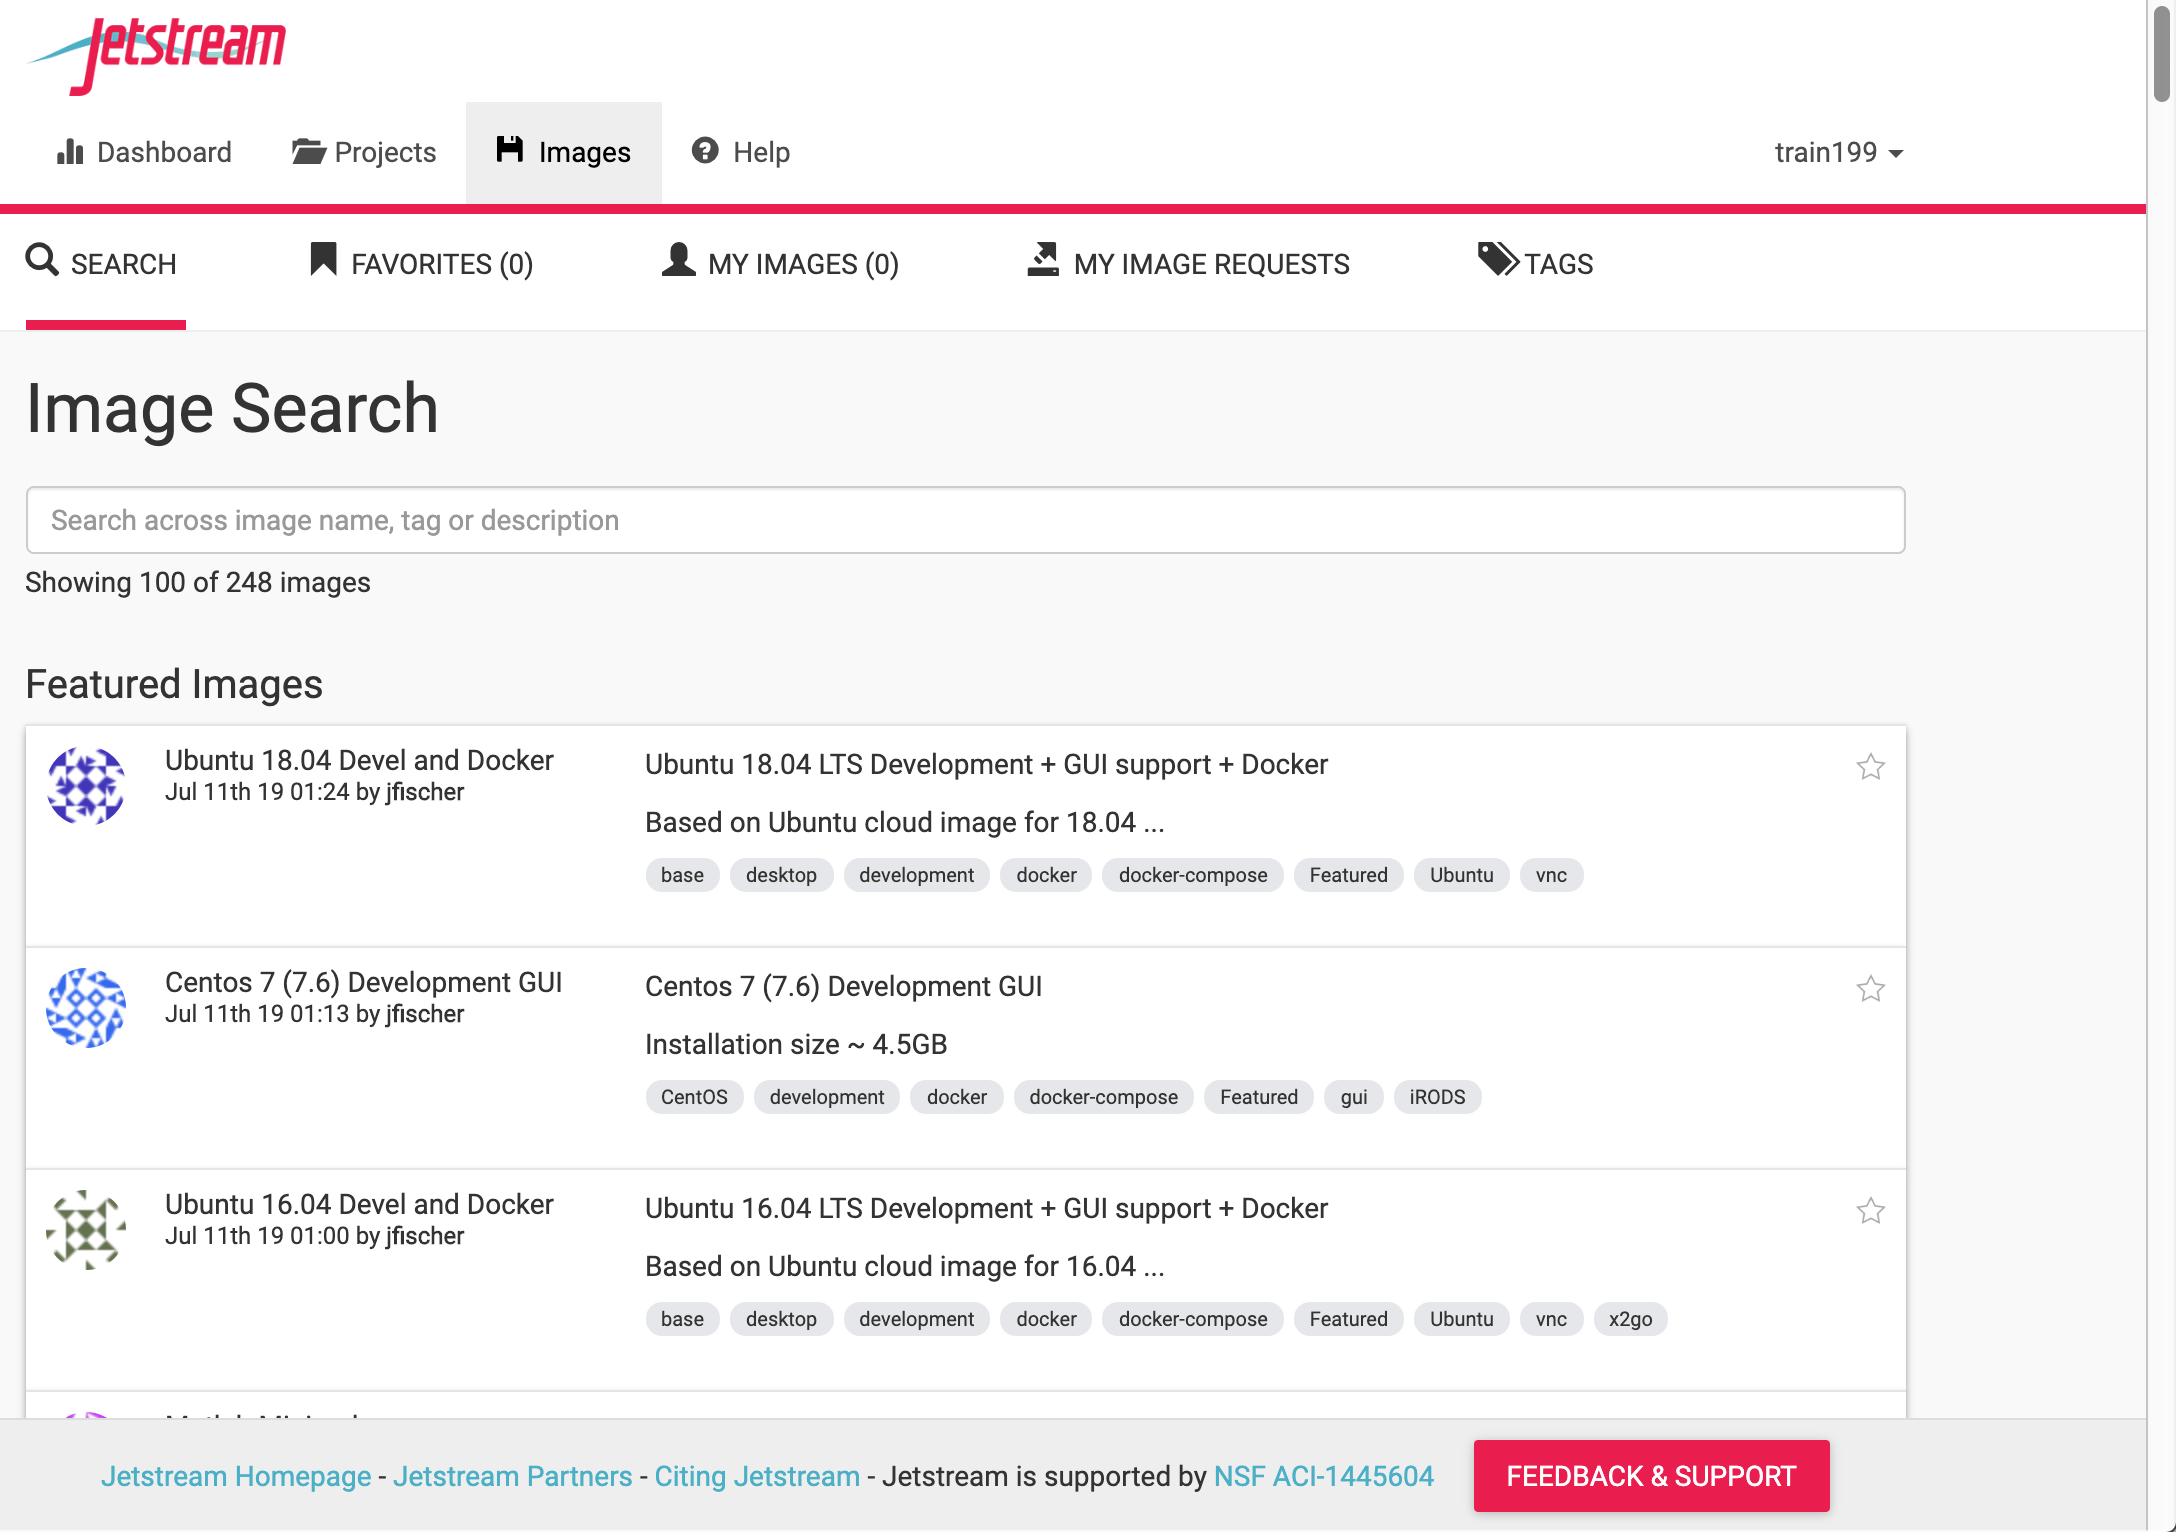 Jetstream
Dashboard Projects Images Help train199
SEARCH FAVORITES (0) MY IMAGES (0) MY IMAGE REQUESTS TAGS
Image Search
Search across image name, tag or description
Showing 100 of 248 images
Featured Images
Ubuntu 18.04 Devel and Docker
Jul 11th 19 01:24 by jfischer
Ubuntu 18.04 LTS Development + GUI support + Docker
Based on Ubuntu cloud image for 18.04 ...
base desktop development docker docker-compose Featured Ubuntu vnc
Centos 7 (7.6) Development GUI
Jul 11th 19 01:13 by jfischer
Centos 7 (7.6) Development GUI
Installation size ~ 4.5GB
CentOS development docker docker-compose Featured gui iRODS
Ubuntu 16.04 Devel and Docker
Jul 11th 19 01:00 by jfischer
Ubuntu 16.04 LTS Development + GUI support + Docker
Based on Ubuntu cloud image for 16.04 ...
base desktop development docker docker-compose Featured Ubuntu vnc x2go
Jetstream Homepage - Jetstream Partners - Citing Jetstream - Jetstream is supported by NSF ACI-1445604
FEEDBACK & SUPPORT